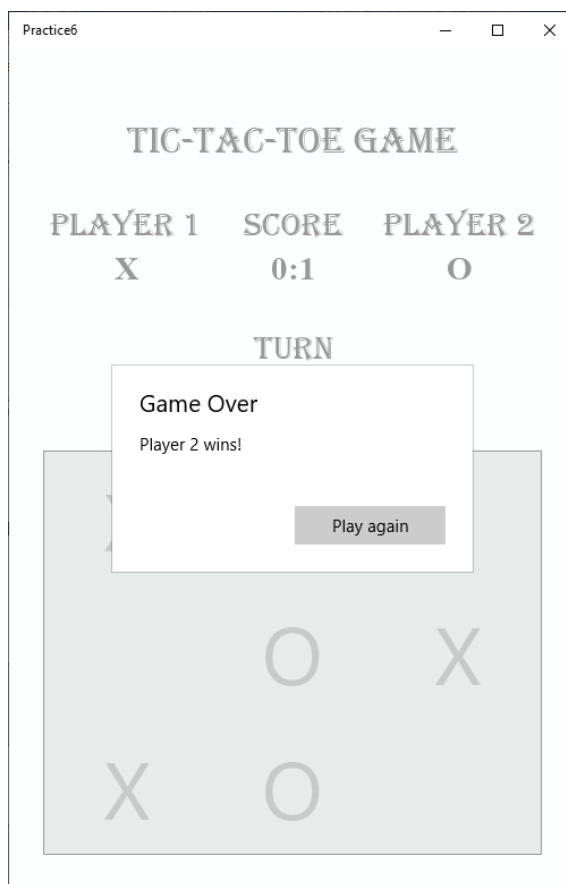 Practice6
TIC-TAC-TOE GAME
PLAYER 1 SCORE PLAYER 2
X 0:1 O
TURN
Game Over
Player 2 wins!
Play again
X
O X
X O